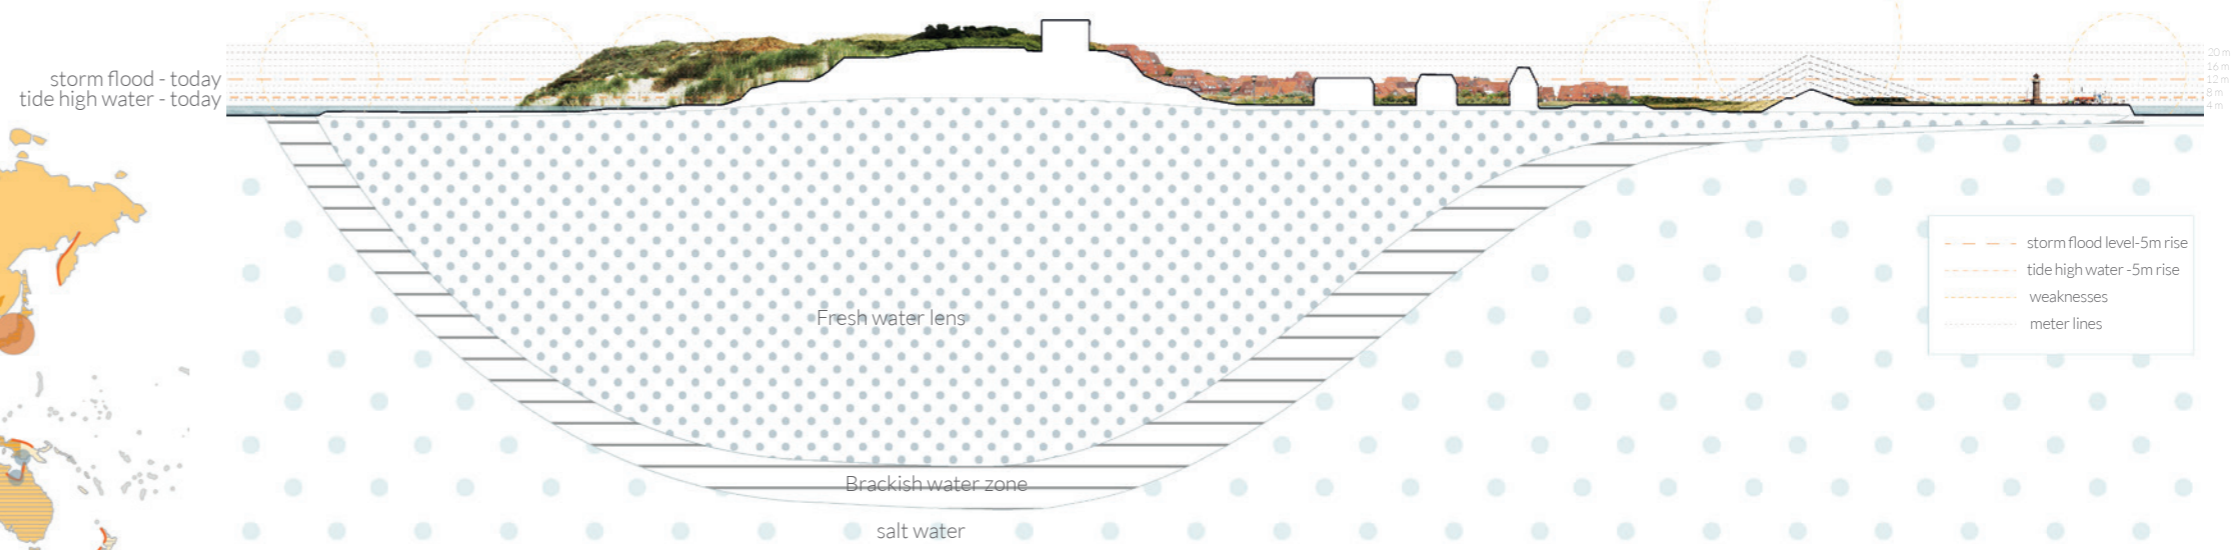 storm flood - today
tide high water - today
20 m
16 m
12 m
8 m
4 m
storm flood level-5m rise
tide high water -5m rise
weaknesses
meter lines
Fresh water lens
Brackish water zone
salt water